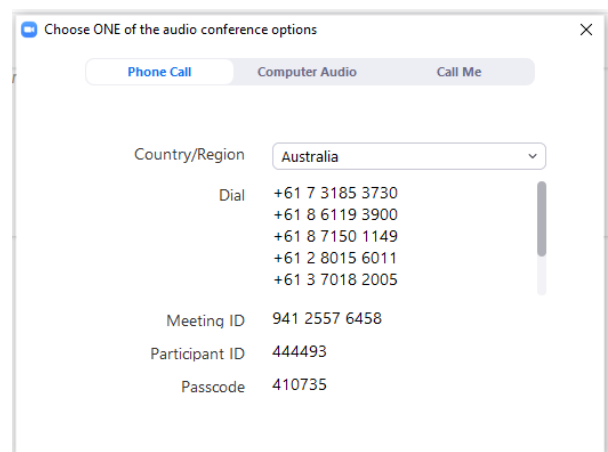 Choose ONE of the audio conference options
Phone Call Computer Audio Call Me
Country/Region Australia
Dial +61 7 3185 3730
+61 8 6119 3900
+61 8 7150 1149
+61 2 8015 6011
+61 3 7018 2005
Meeting ID 941 2557 6458
Participant ID 444493
Passcode 410735